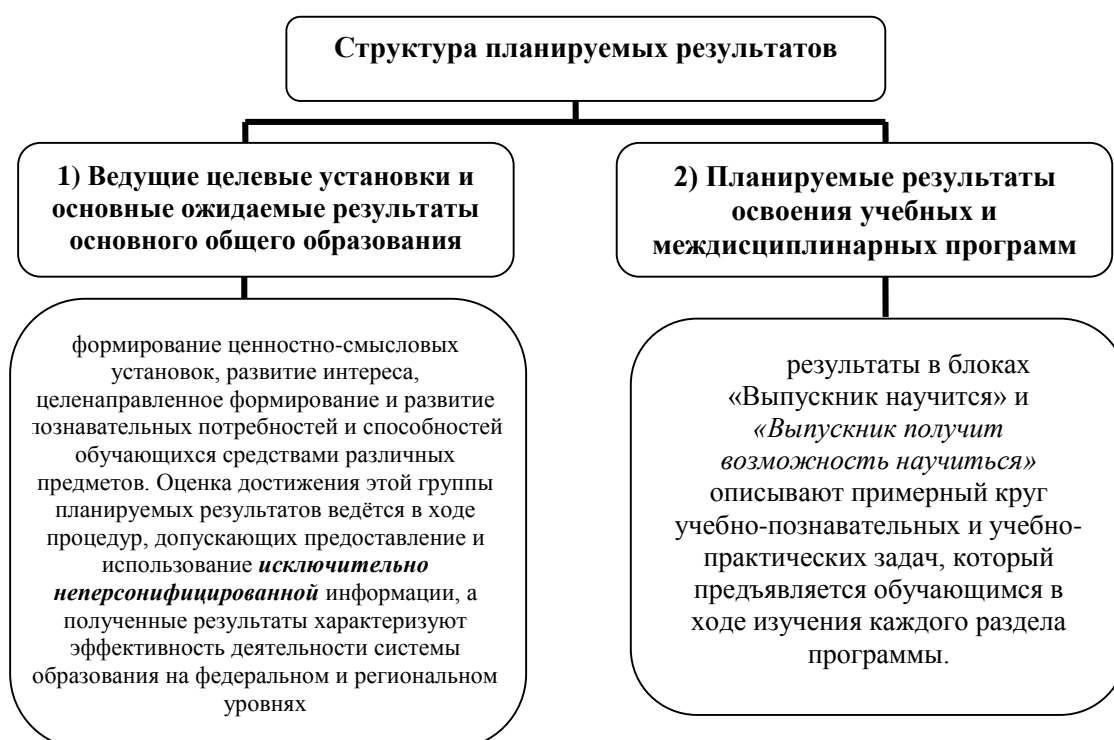 Структура планируемых результатов
1) Ведущие целевые установки и
основные ожидаемые результаты
основного общего образования
формирование ценностно-смысловых
установок, развитие интереса,
целенаправленное формирование и развитие
познавательных потребностей и способностей
обучающихся средствами различных
предметов. Оценка достижения этой группы
планируемых результатов ведётся в ходе
процедур, допускающих предоставление и
использование исключительно
неперсонифицированной информации, а
полученные результаты характеризуют
эффективность деятельности системы
образования на федеральном и региональном
уровнях
2) Планируемые результаты
освоения учебных и
междисциплинарных программ
результаты в блоках
«Выпускник научится» и
«Выпускник получит
возможность научиться»
описывают примерный круг
учебно-познавательных и учебно-
практических задач, который
предъявляется обучающимся в
ходе изучения каждого раздела
программы.